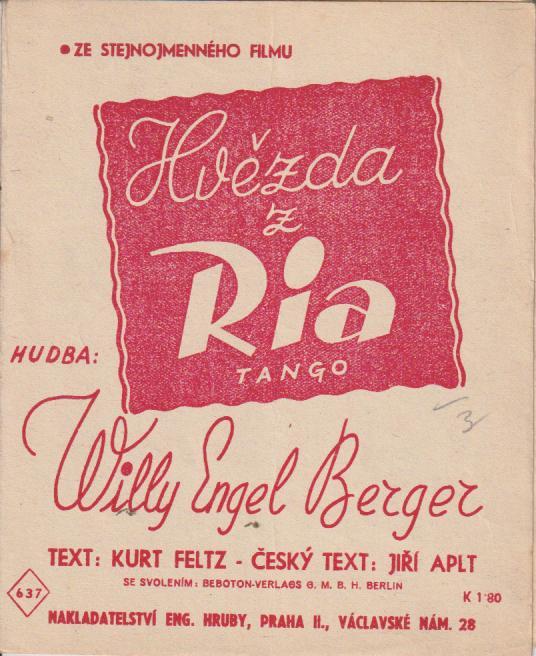 • ZE STEJNOJMENNÉHO FILMU
Hvězda
z
Ria
TANGO
HUDBA:
3
Willy Engel Berger
TEXT: KURT FELTZ - ČESKÝ TEXT: JIŘÍ APLT
SE SVOLENÍM: BEBOTON-VERLAGS G. M. B. H. BERLIN
637
K 1·80
NAKLADATELSTVÍ ENG. HRUBY, PRAHA II., VÁCLAVSKÉ NÁM. 28